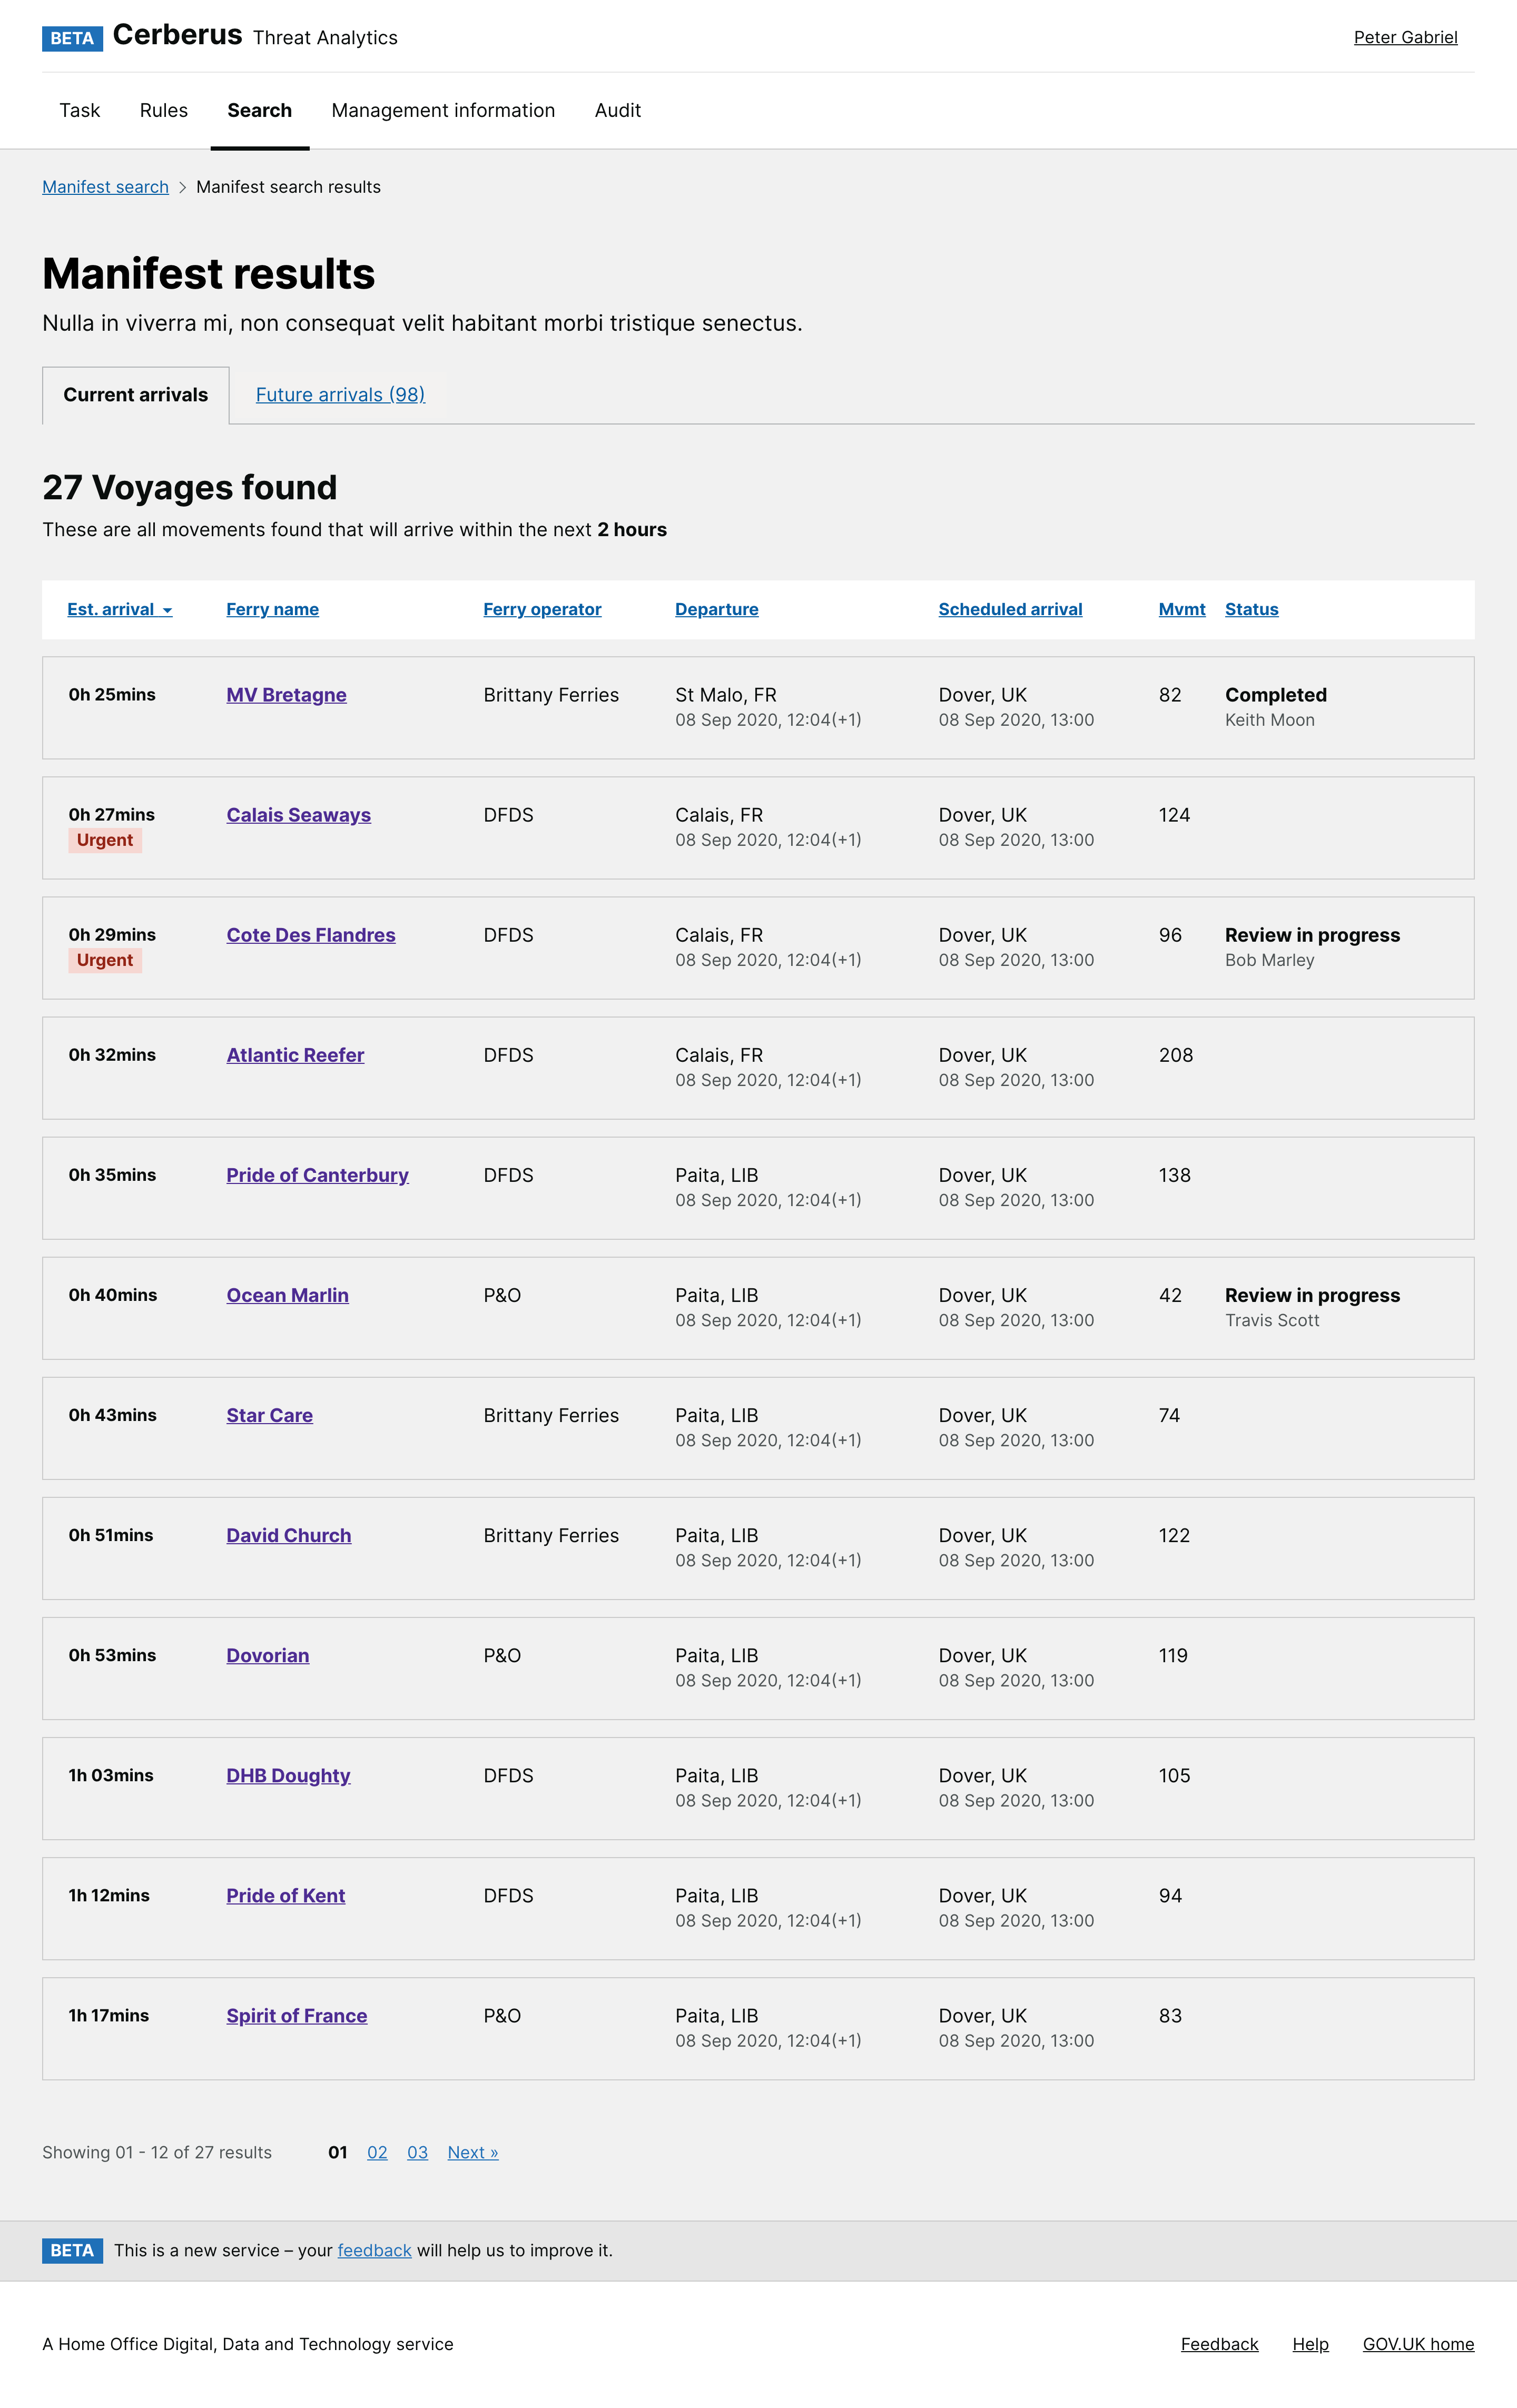 BETA Cerberus Threat Analytics Peter Gabriel
Task Rules Search Management information Audit
Manifest search Manifest search results
Manifest results
Nulla in viverra mi, non consequat velit habitant morbi tristique senectus.
Current arrivals Future arrivals (98)
27 Voyages found
These are all movements found that will arrive within the next 2 hours
Est. arrival Ferry name Ferry operator Departure Scheduled arrival Mvmt Status
0h 25mins MV Bretagne Brittany Ferries St Malo, FR Dover, UK 82 Completed
08 Sep 2020, 12:04(+1) 08 Sep 2020, 13:00 Keith Moon
0h 27mins Calais Seaways DFDS Calais, FR Dover, UK 124
Urgent 08 Sep 2020, 12:04(+1) 08 Sep 2020, 13:00
0h 29mins Cote Des Flandres DFDS Calais, FR Dover, UK 96 Review in progress
Urgent 08 Sep 2020, 12:04(+1) 08 Sep 2020, 13:00 Bob Marley
0h 32mins Atlantic Reefer DFDS Calais, FR Dover, UK 208
08 Sep 2020, 12:04(+1) 08 Sep 2020, 13:00
0h 35mins Pride of Canterbury DFDS Paita, LIB Dover, UK 138
08 Sep 2020, 12:04(+1) 08 Sep 2020, 13:00
0h 40mins Ocean Marlin P&O Paita, LIB Dover, UK 42 Review in progress
08 Sep 2020, 12:04(+1) 08 Sep 2020, 13:00 Travis Scott
0h 43mins Star Care Brittany Ferries Paita, LIB Dover, UK 74
08 Sep 2020, 12:04(+1) 08 Sep 2020, 13:00
0h 51mins David Church Brittany Ferries Paita, LIB Dover, UK 122
08 Sep 2020, 12:04(+1) 08 Sep 2020, 13:00
0h 53mins Dovorian P&O Paita, LIB Dover, UK 119
08 Sep 2020, 12:04(+1) 08 Sep 2020, 13:00
1h 03mins DHB Doughty DFDS Paita, LIB Dover, UK 105
08 Sep 2020, 12:04(+1) 08 Sep 2020, 13:00
1h 12mins Pride of Kent DFDS Paita, LIB Dover, UK 94
08 Sep 2020, 12:04(+1) 08 Sep 2020, 13:00
1h 17mins Spirit of France P&O Paita, LIB Dover, UK 83
08 Sep 2020, 12:04(+1) 08 Sep 2020, 13:00
Showing 01 - 12 of 27 results 01 02 03 Next »
BETA This is a new service – your feedback will help us to improve it.
A Home Office Digital, Data and Technology service Feedback Help GOV.UK home